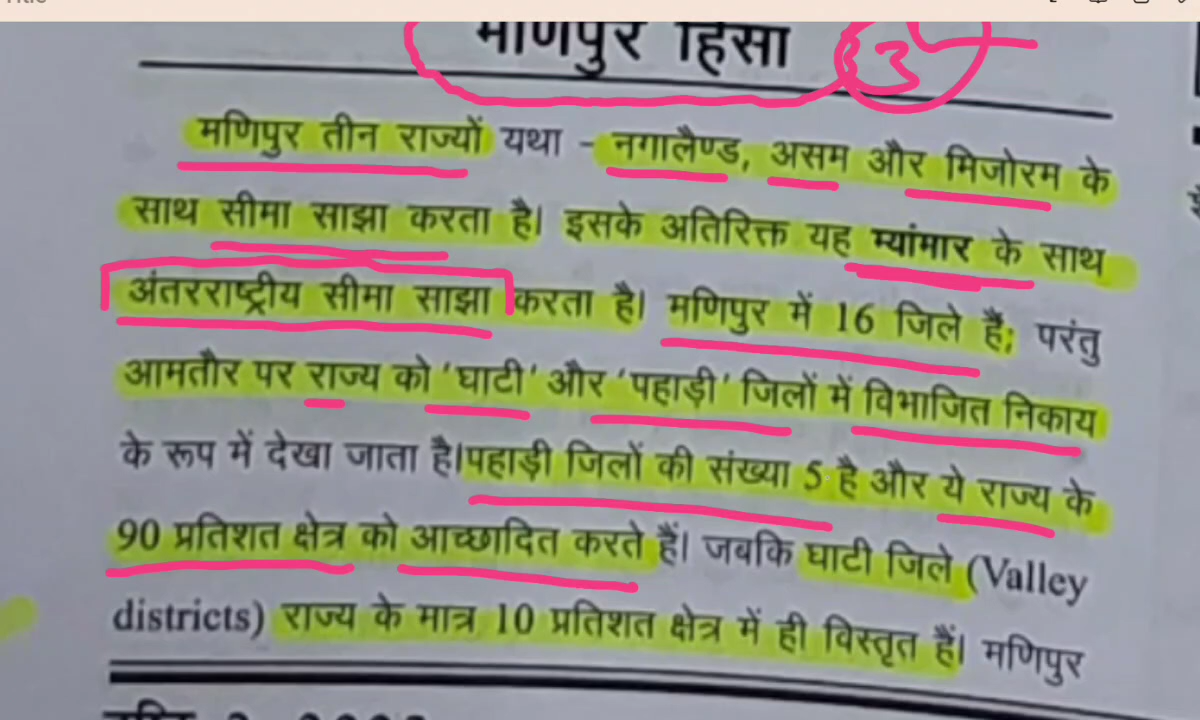 मणिपुर हिंसा
3
मणिपुर तीन राज्यों यथा - नगालैण्ड, असम और मिजोरम के
साथ सीमा साझा करता है। इसके अतिरिक्त यह म्यांमार के साथ
अंतरराष्ट्रीय सीमा साझा करता है। मणिपुर में 16 जिले हैं; परंतु
आमतौर पर राज्य को 'घाटी' और 'पहाड़ी' जिलों में विभाजित निकाय
के रूप में देखा जाता है।पहाड़ी जिलों की संख्या 5 है और ये राज्य के
90 प्रतिशत क्षेत्र को आच्छादित करते हैं। जबकि घाटी जिले (Valley
districts) राज्य के मात्र 10 प्रतिशत क्षेत्र में ही विस्तृत हैं। मणिपुर